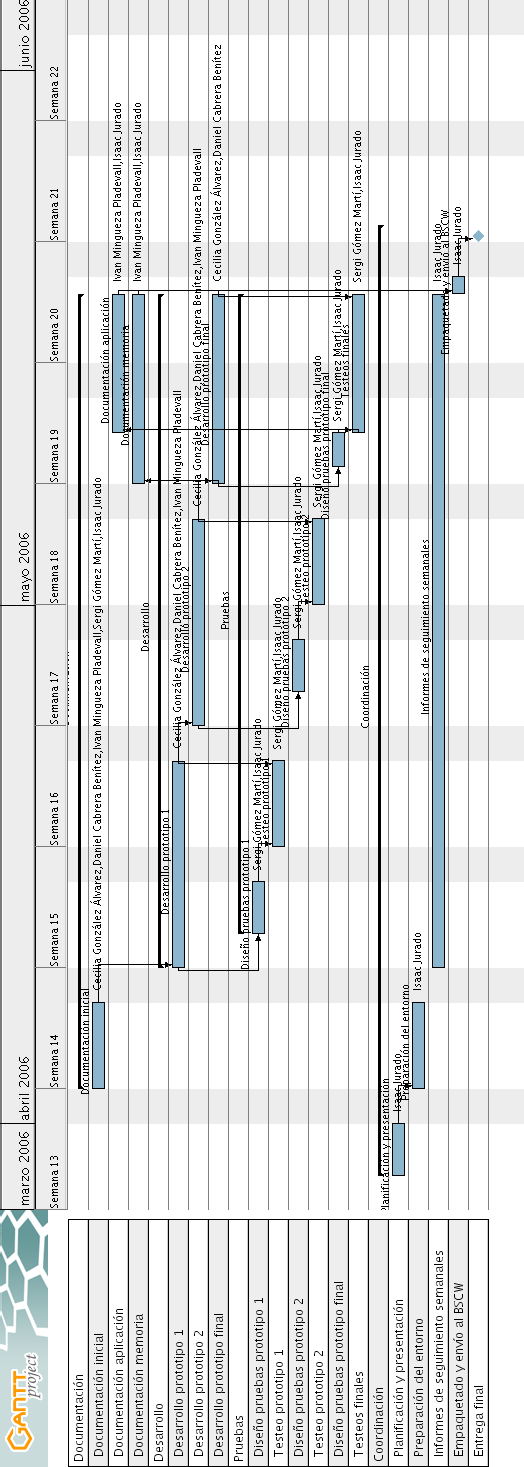 GANTT
project
marzo 2006
abril 2006
mayo 2006
junio 2006
Semana 13
Semana 14
Semana 15
Semana 16
Semana 17
Semana 18
Semana 19
Semana 20
Semana 21
Semana 22
Documentación
Documentación inicial
Documentación aplicación
Documentación memoria
Desarrollo
Desarrollo prototipo 1
Desarrollo prototipo 2
Desarrollo prototipo final
Pruebas
Diseño pruebas prototipo 1
Testeo prototipo 1
Diseño pruebas prototipo 2
Testeo prototipo 2
Diseño pruebas prototipo final
Testeos finales
Coordinación
Planificación y presentación
Preparación del entorno
Informes de seguimiento semanales
Empaquetado y envío al BSCW
Entrega final
Documentación inicial
Cecilia González Álvarez,Daniel Cabrera Benítez,Ivan Mingueza Pladevall,Sergi Gómez Martí,Isaac Jurado
Documentación aplicación
Ivan Mingueza Pladevall,Isaac Jurado
Documentación memoria
Ivan Mingueza Pladevall,Isaac Jurado
Desarrollo
Desarrollo prototipo 1
Cecilia González Álvarez,Daniel Cabrera Benítez,Ivan Mingueza Pladevall
Desarrollo prototipo 2
Cecilia González Álvarez,Daniel Cabrera Benítez,Ivan Mingueza Pladevall
Desarrollo prototipo final
Cecilia González Álvarez,Daniel Cabrera Benítez
Pruebas
Diseño pruebas prototipo 1
Sergi Gómez Martí,Isaac Jurado
Testeo prototipo 1
Sergi Gómez Martí,Isaac Jurado
Diseño pruebas prototipo 2
Sergi Gómez Martí,Isaac Jurado
Testeo prototipo 2
Sergi Gómez Martí,Isaac Jurado
Diseño pruebas prototipo final
Sergi Gómez Martí,Isaac Jurado
Testeos finales
Sergi Gómez Martí,Isaac Jurado
Coordinación
Planificación y presentación
Isaac Jurado
Preparación del entorno
Isaac Jurado
Informes de seguimiento semanales
Isaac Jurado
Empaquetado y envío al BSCW
Isaac Jurado